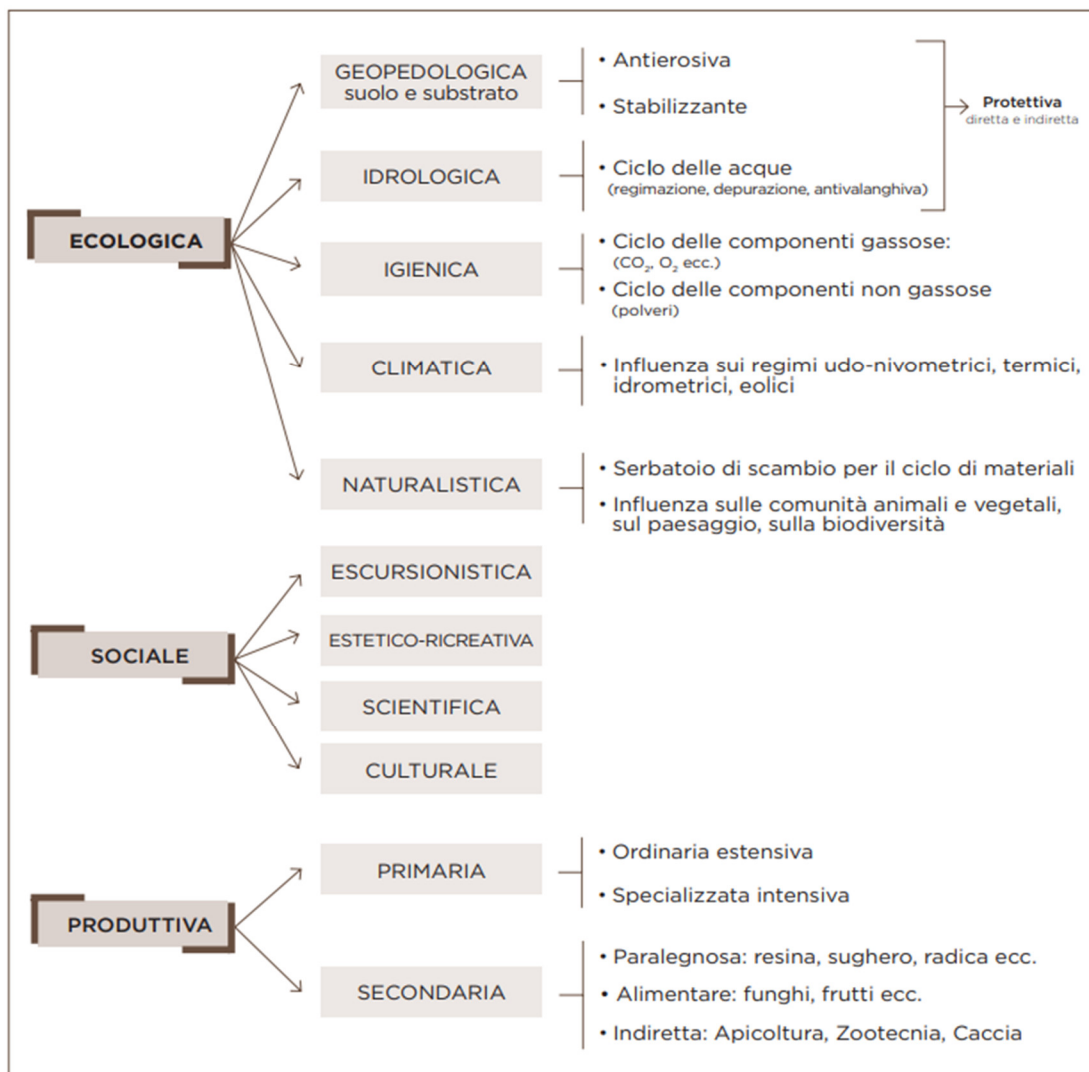 ECOLOGICA
GEOPEDOLOGICA
suolo e substrato
• Antierosiva
• Stabilizzante
Protettiva
diretta e indiretta
IDROLOGICA
• Ciclo delle acque
(regimazione, depurazione, antivalanghiva)
IGIENICA
• Ciclo delle componenti gassose:
(CO₂, O₂ ecc.)
• Ciclo delle componenti non gassose
(polveri)
CLIMATICA
• Influenza sui regimi udo-nivometrici, termici,
idrometrici, eolici
NATURALISTICA
• Serbatoio di scambio per il ciclo di materiali
• Influenza sulle comunità animali e vegetali,
sul paesaggio, sulla biodiversità
SOCIALE
ESCURSIONISTICA
ESTETICO-RICREATIVA
SCIENTIFICA
CULTURALE
PRODUTTIVA
PRIMARIA
• Ordinaria estensiva
• Specializzata intensiva
SECONDARIA
• Paralegnosa: resina, sughero, radica ecc.
• Alimentare: funghi, frutti ecc.
• Indiretta: Apicoltura, Zootecnia, Caccia